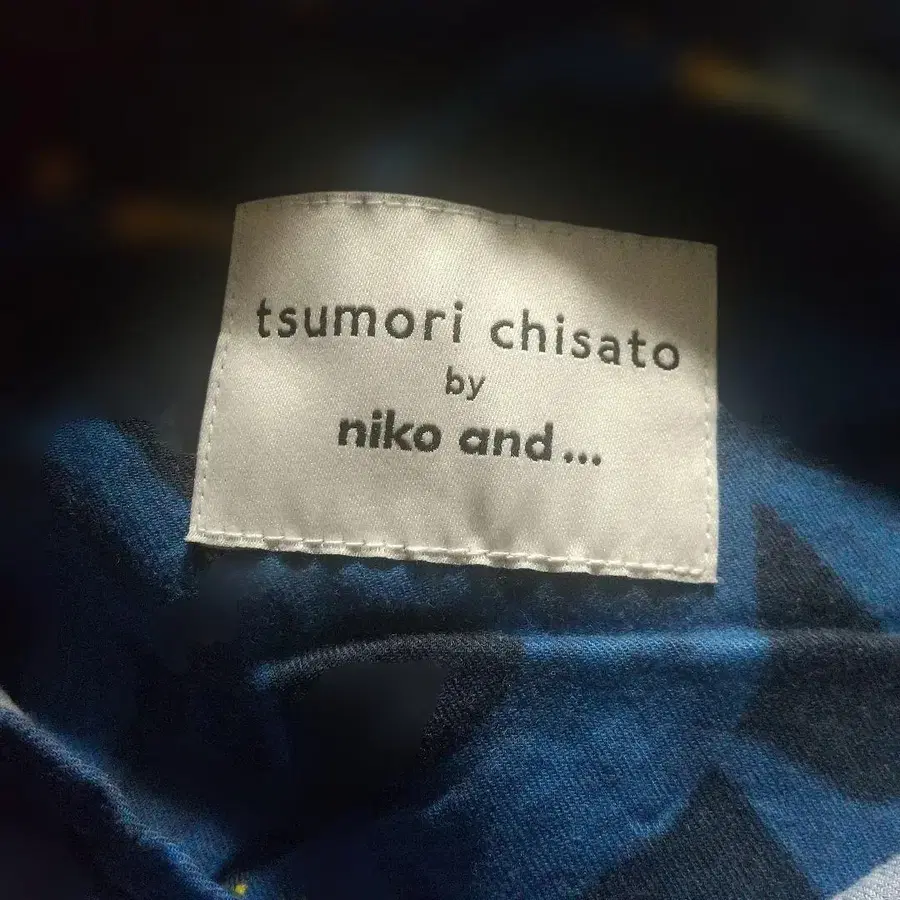 tsumori chisato
by
niko and...